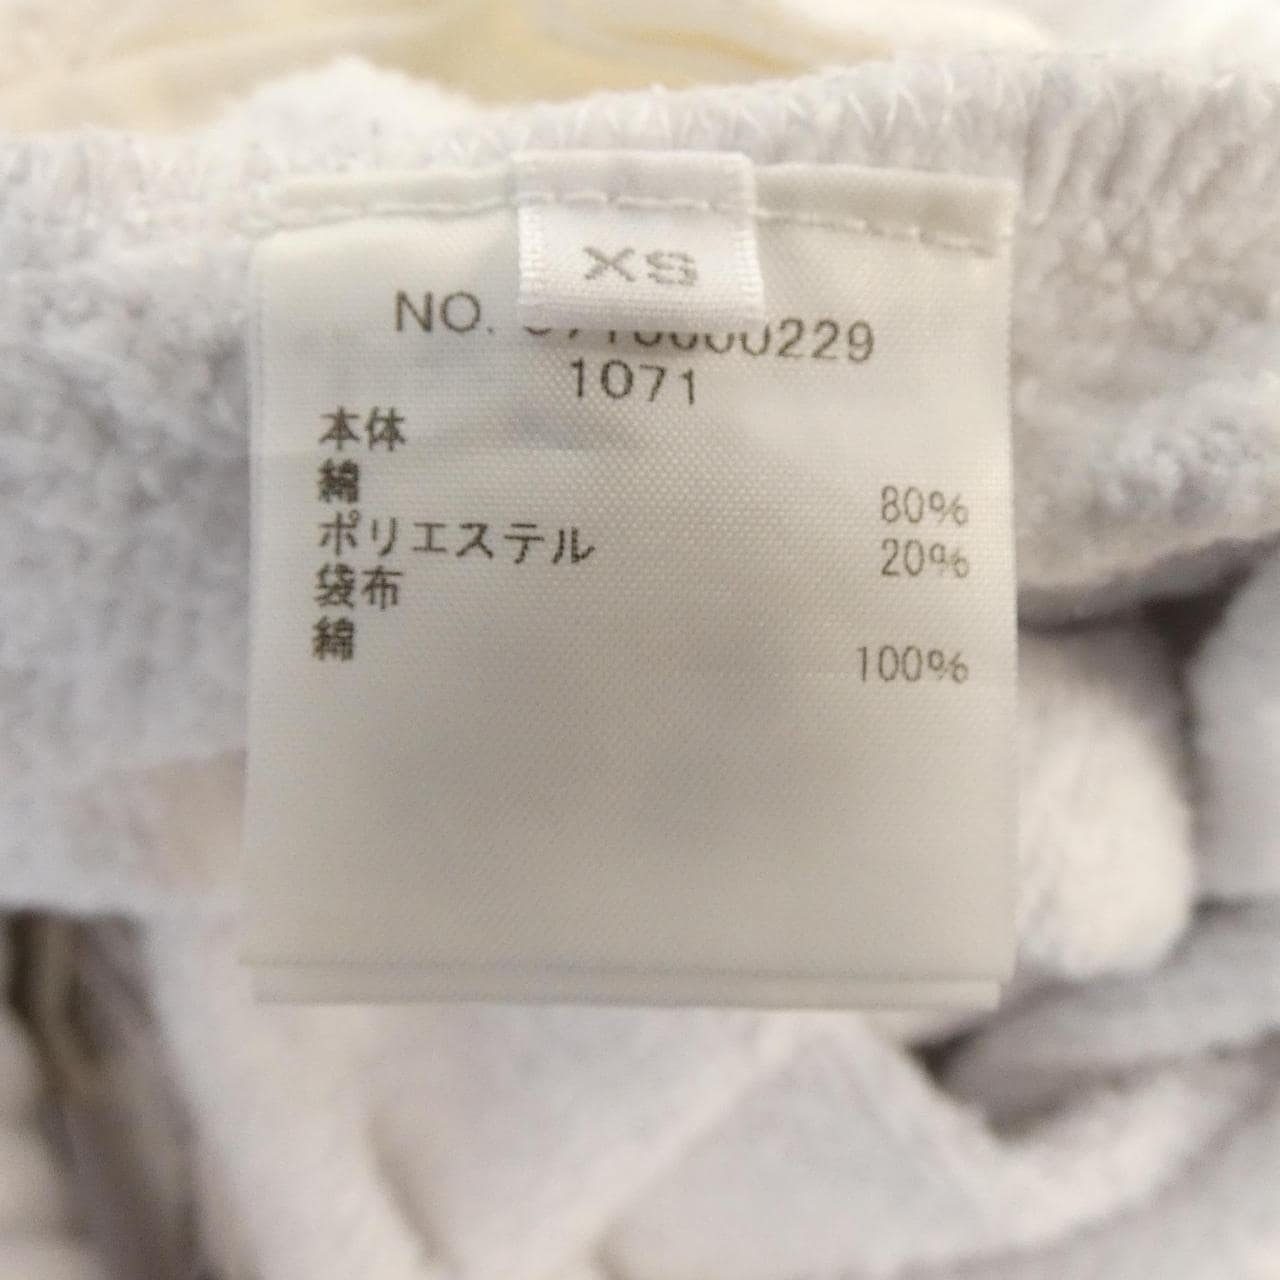 XS
NO.
1071
本体
綿 80%
ポリエステル 20%
袋布
綿 100%